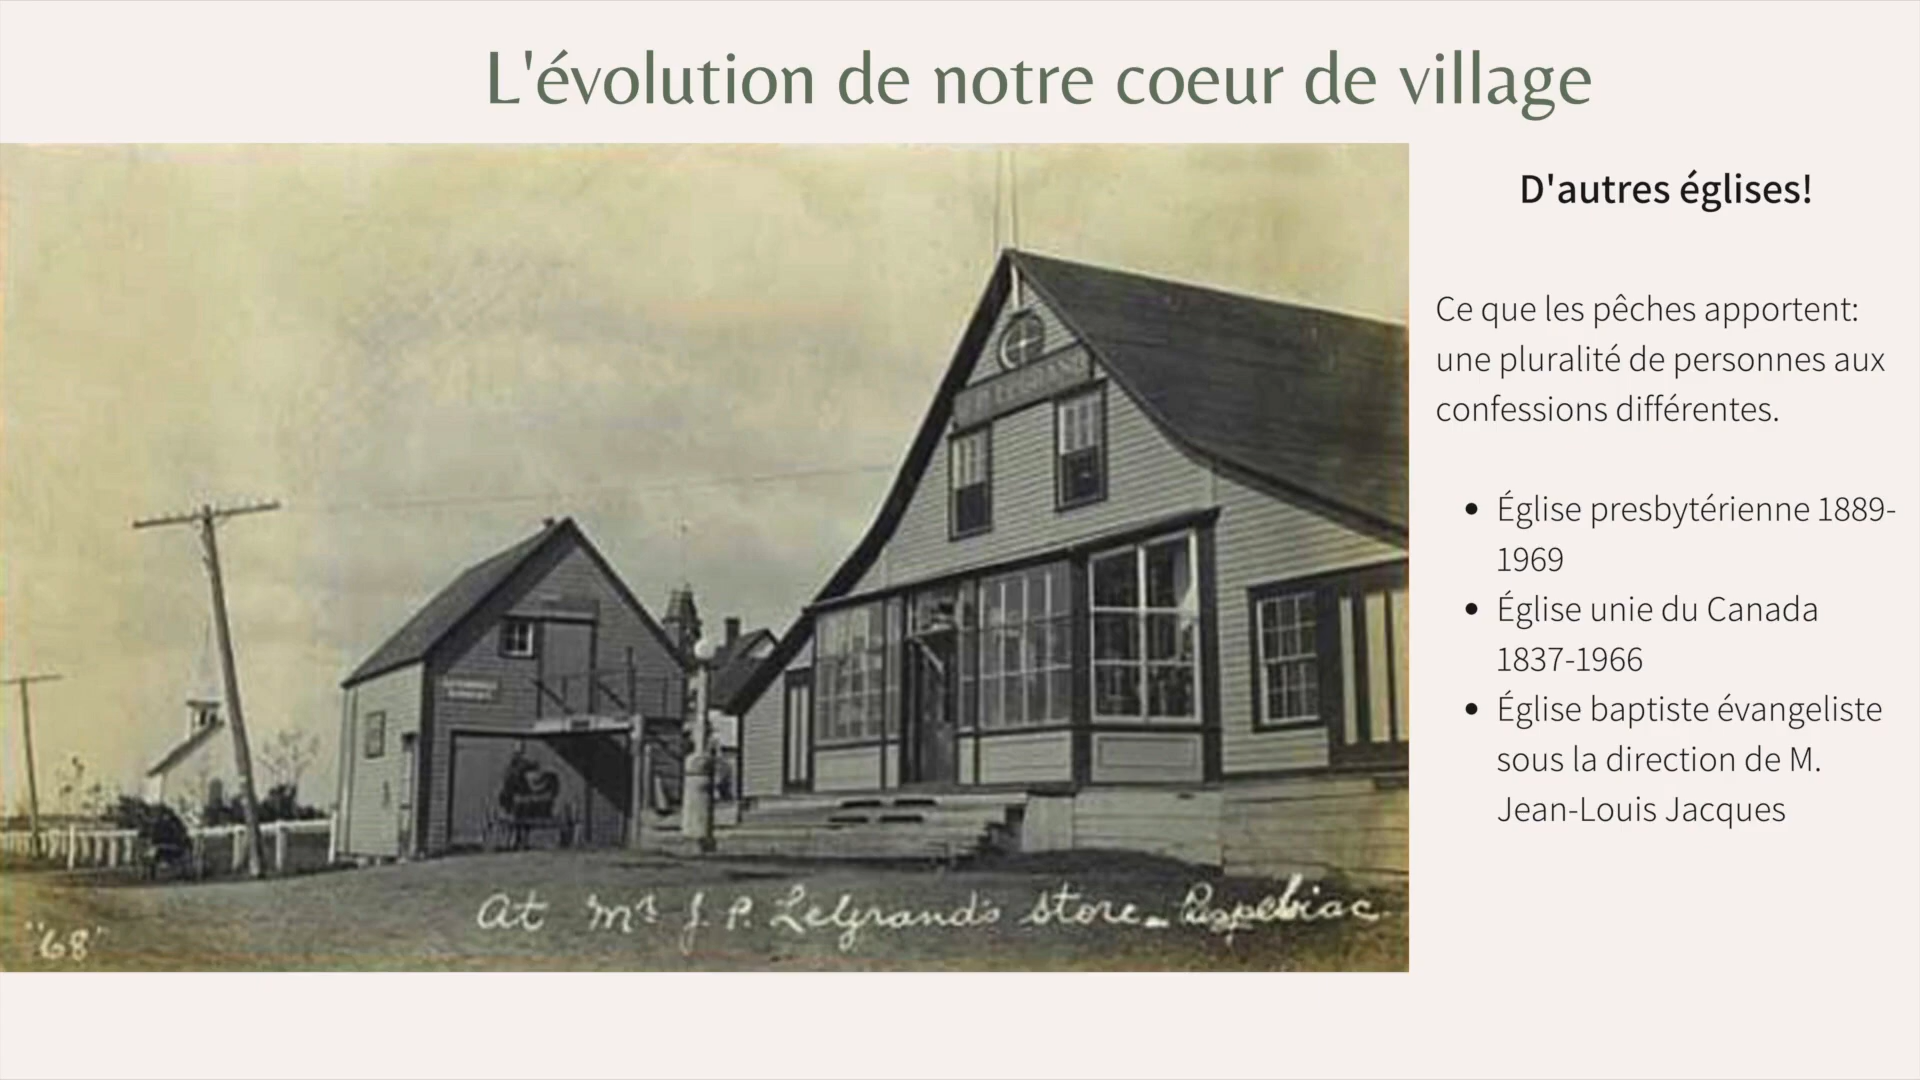 L'évolution de notre coeur de village
D'autres églises!
Ce que les pêches apportent:
une pluralité de personnes aux
confessions différentes.
• Église presbytérienne 1889-
1969
• Église unie du Canada
1837-1966
• Église baptiste évangeliste
sous la direction de M.
Jean-Louis Jacques
At Mr J. P. LeGrand's store - Paspebiac.
"68"